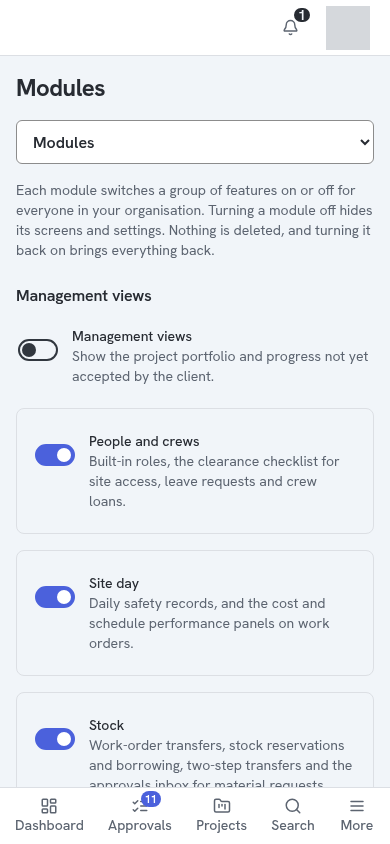 1
Modules
Modules
Each module switches a group of features on or off for
everyone in your organisation. Turning a module off hides
its screens and settings. Nothing is deleted, and turning it
back on brings everything back.
Management views
Management views
Show the project portfolio and progress not yet
accepted by the client.
People and crews
Built-in roles, the clearance checklist for
site access, leave requests and crew
loans.
Site day
Daily safety records, and the cost and
schedule performance panels on work
orders.
Stock
Work-order transfers, stock reservations
and borrowing, two-step transfers and the
approvals inbox for material requests
11
Dashboard
Approvals
Projects
Search
More